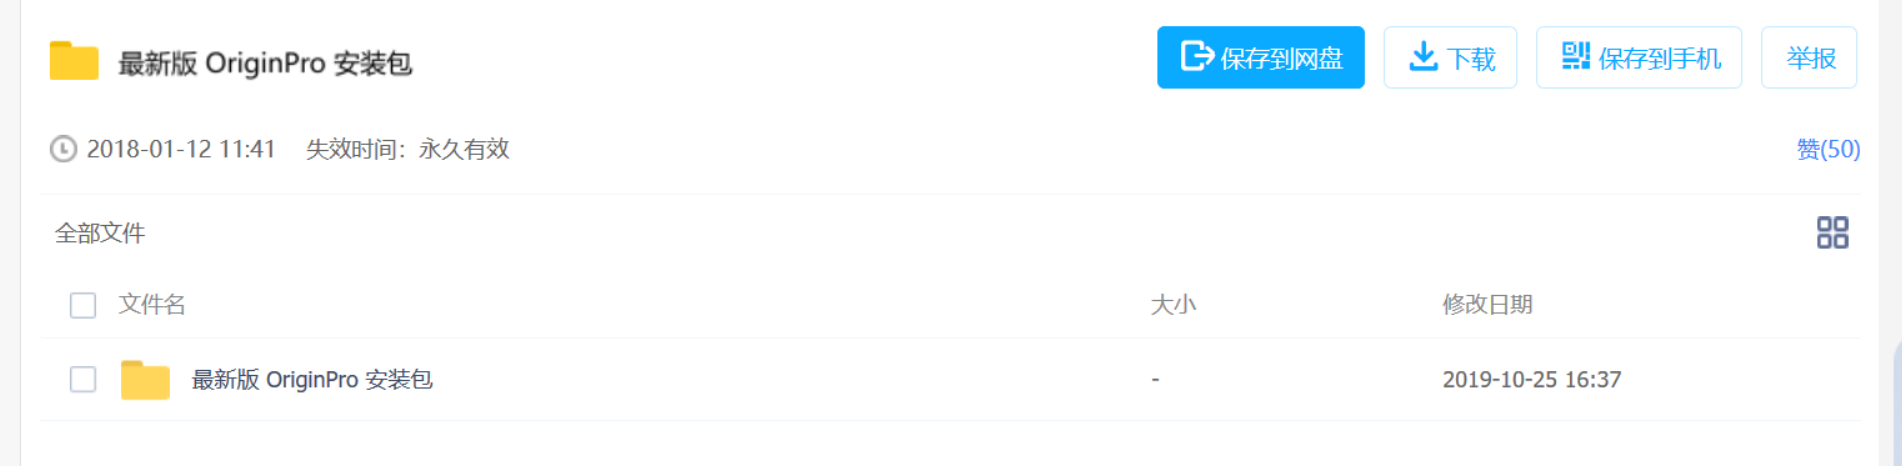 最新版 OriginPro 安装包 保存到网盘 下载 保存到手机 举报
2018-01-12 11:41 失效时间：永久有效 赞(50)
全部文件
文件名 大小 修改日期
最新版 OriginPro 安装包 - 2019-10-25 16:37